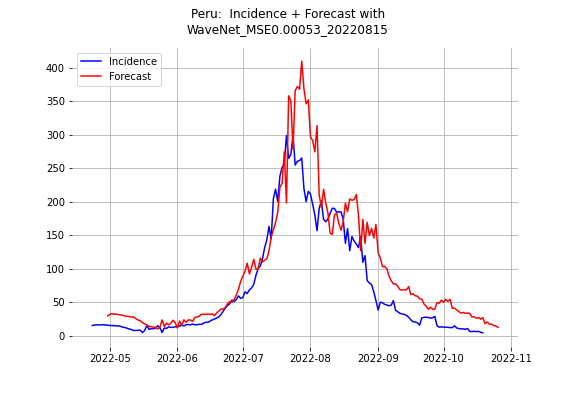 Peru:  Incidence + Forecast with
WaveNet_MSE0.00053_20220815
Incidence
Forecast
400
350
300
250
200
150
100
50
0
2022-05 2022-06 2022-07 2022-08 2022-09 2022-10 2022-11